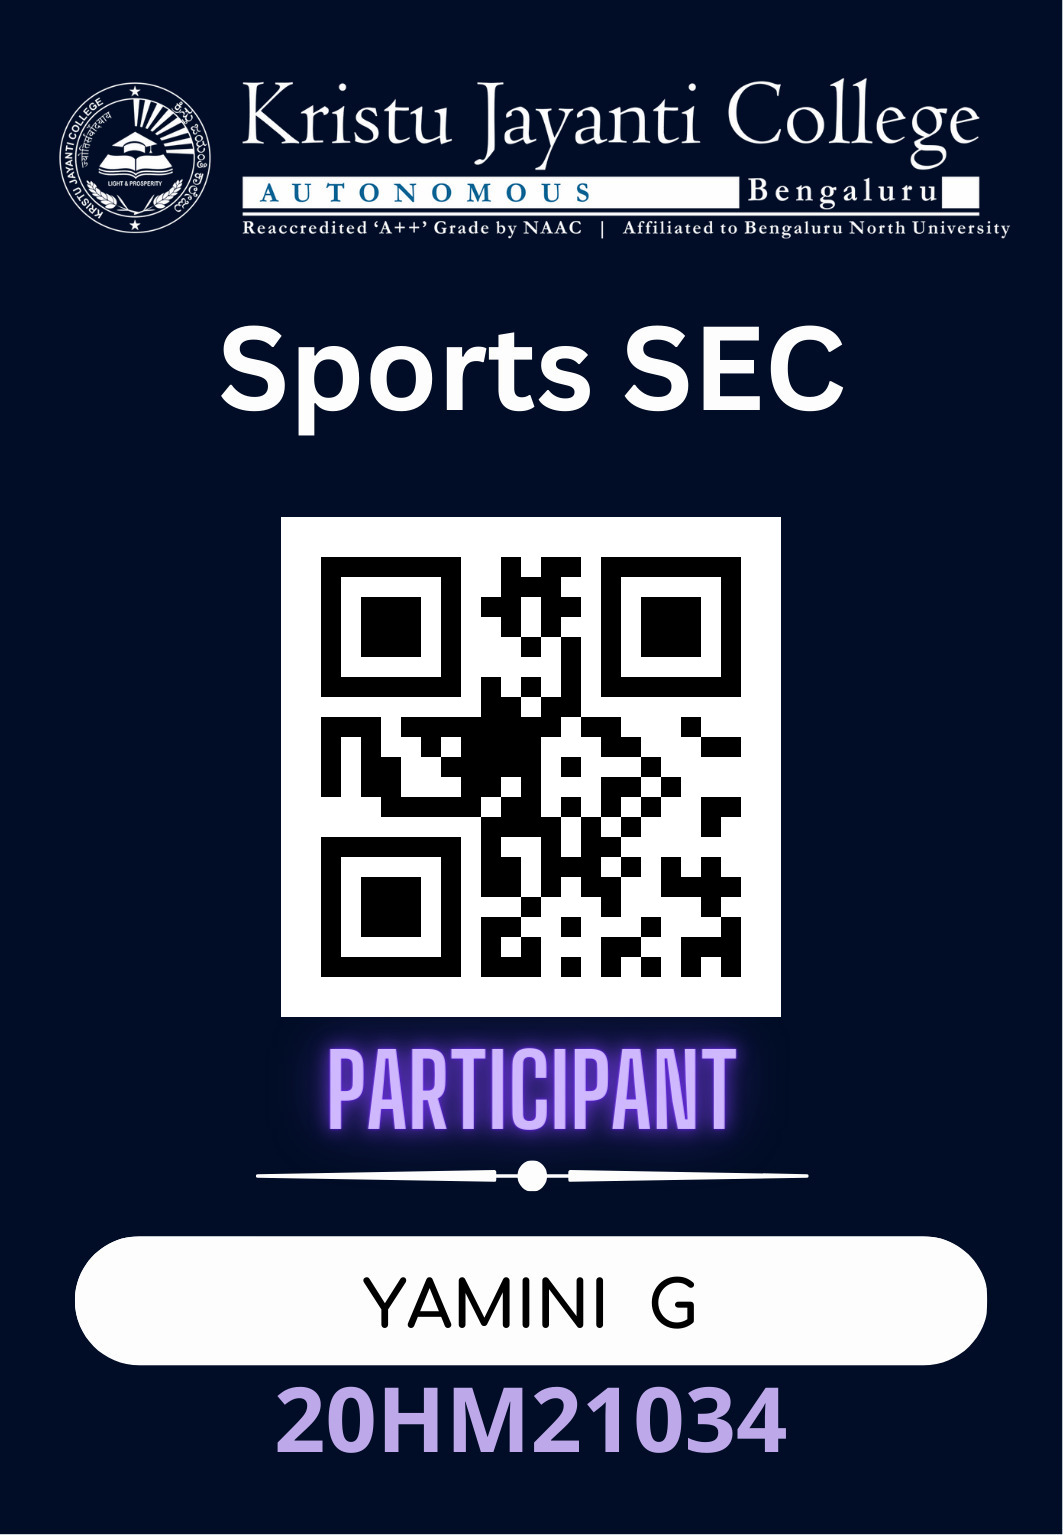 KRISTU JAYANTI COLLEGE
ಕ್ರಿಸ್ತು ಜಯಂತಿ ಕಾಲೇಜು
LIGHT & PROSPERITY
Kristu Jayanti College
AUTONOMOUS Bengaluru
Reaccredited ‘A++’ Grade by NAAC | Affiliated to Bengaluru North University
Sports SEC
PARTICIPANT
YAMINI G
20HM21034